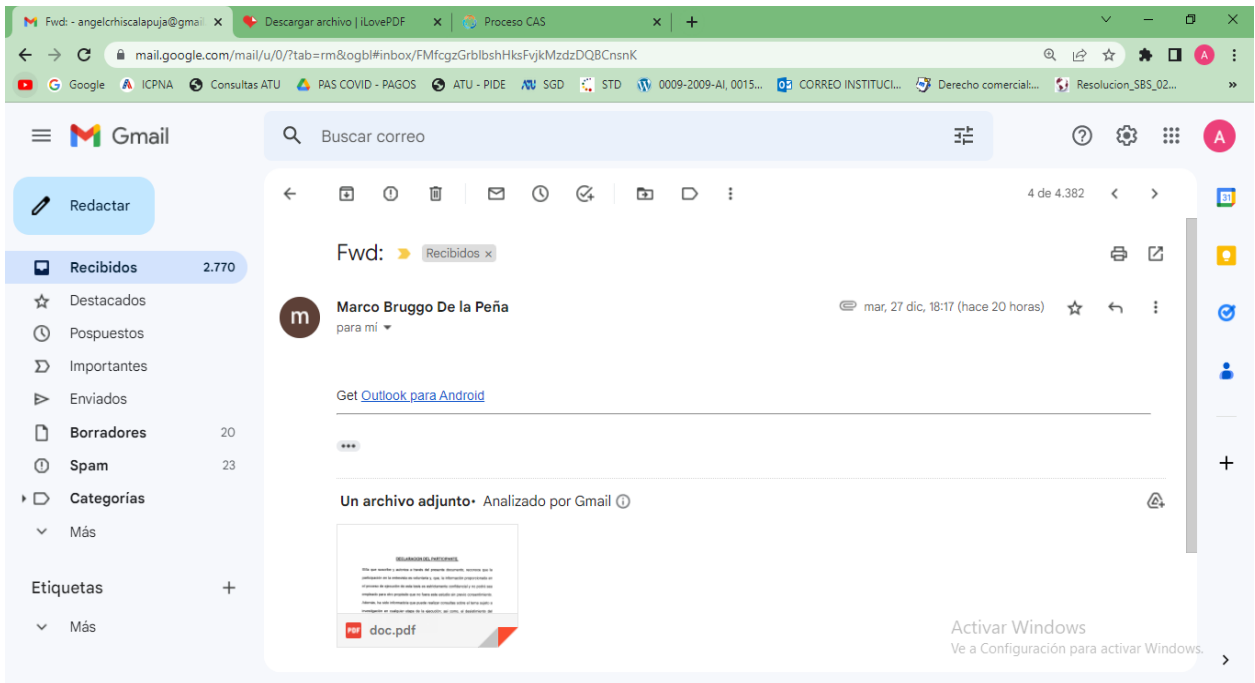 Fwd: - angelcrhiscalapuja@gmail
Descargar archivo | iLovePDF
Proceso CAS
mail.google.com/mail/u/0/?tab=rm&ogbl#inbox/FMfcgzGrblbshHksFvjkMzdzDQBCnsnK
A
Google
ICPNA
Consultas ATU
PAS COVID - PAGOS
ATU - PIDE
SGD
STD
0009-2009-AI, 0015...
CORREO INSTITUCI...
Derecho comercial:...
Resolucion_SBS_02...
»
Gmail
Buscar correo
A
Redactar
4 de 4.382
31
Fwd:
Recibidos ×
Recibidos 2.770
Destacados
Pospuestos
Importantes
Enviados
Borradores 20
Spam 23
Categorías
Más
Etiquetas +
Más
m
Marco Bruggo De la Peña
mar, 27 dic, 18:17 (hace 20 horas)
para mí
Get Outlook para Android
Un archivo adjunto• Analizado por Gmail
DECLARACION DEL PARTICIPANTE.
PDF doc.pdf
Activar Windows
Ve a Configuración para activar Windows.